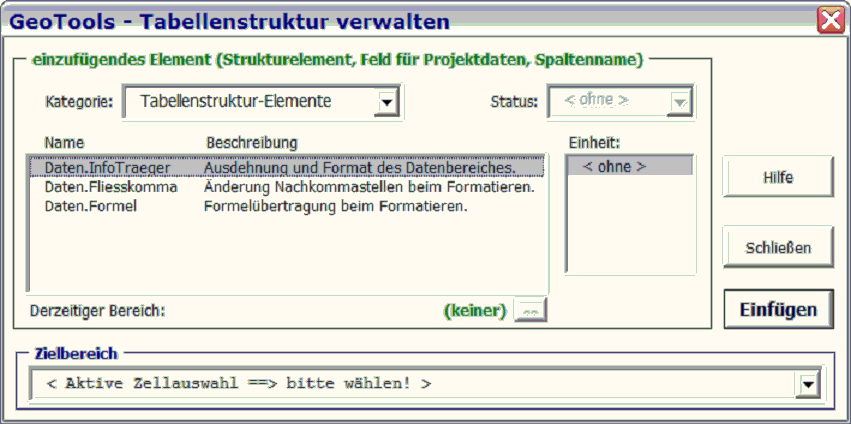 GeoTools - Tabellenstruktur verwalten
einzufügendes Element (Strukturelement, Feld für Projektdaten, Spaltenname)
Kategorie: Tabellenstruktur-Elemente Status: < ohne >
Name Beschreibung Einheit:
Daten.InfoTraeger Ausdehnung und Format des Datenbereiches. < ohne >
Daten.Fliesskomma Änderung Nachkommastellen beim Formatieren.
Daten.Formel Formelübertragung beim Formatieren.
Hilfe
Schließen
Derzeitiger Bereich: (keiner) ... Einfügen
Zielbereich
< Aktive Zellauswahl ==> bitte wählen! >